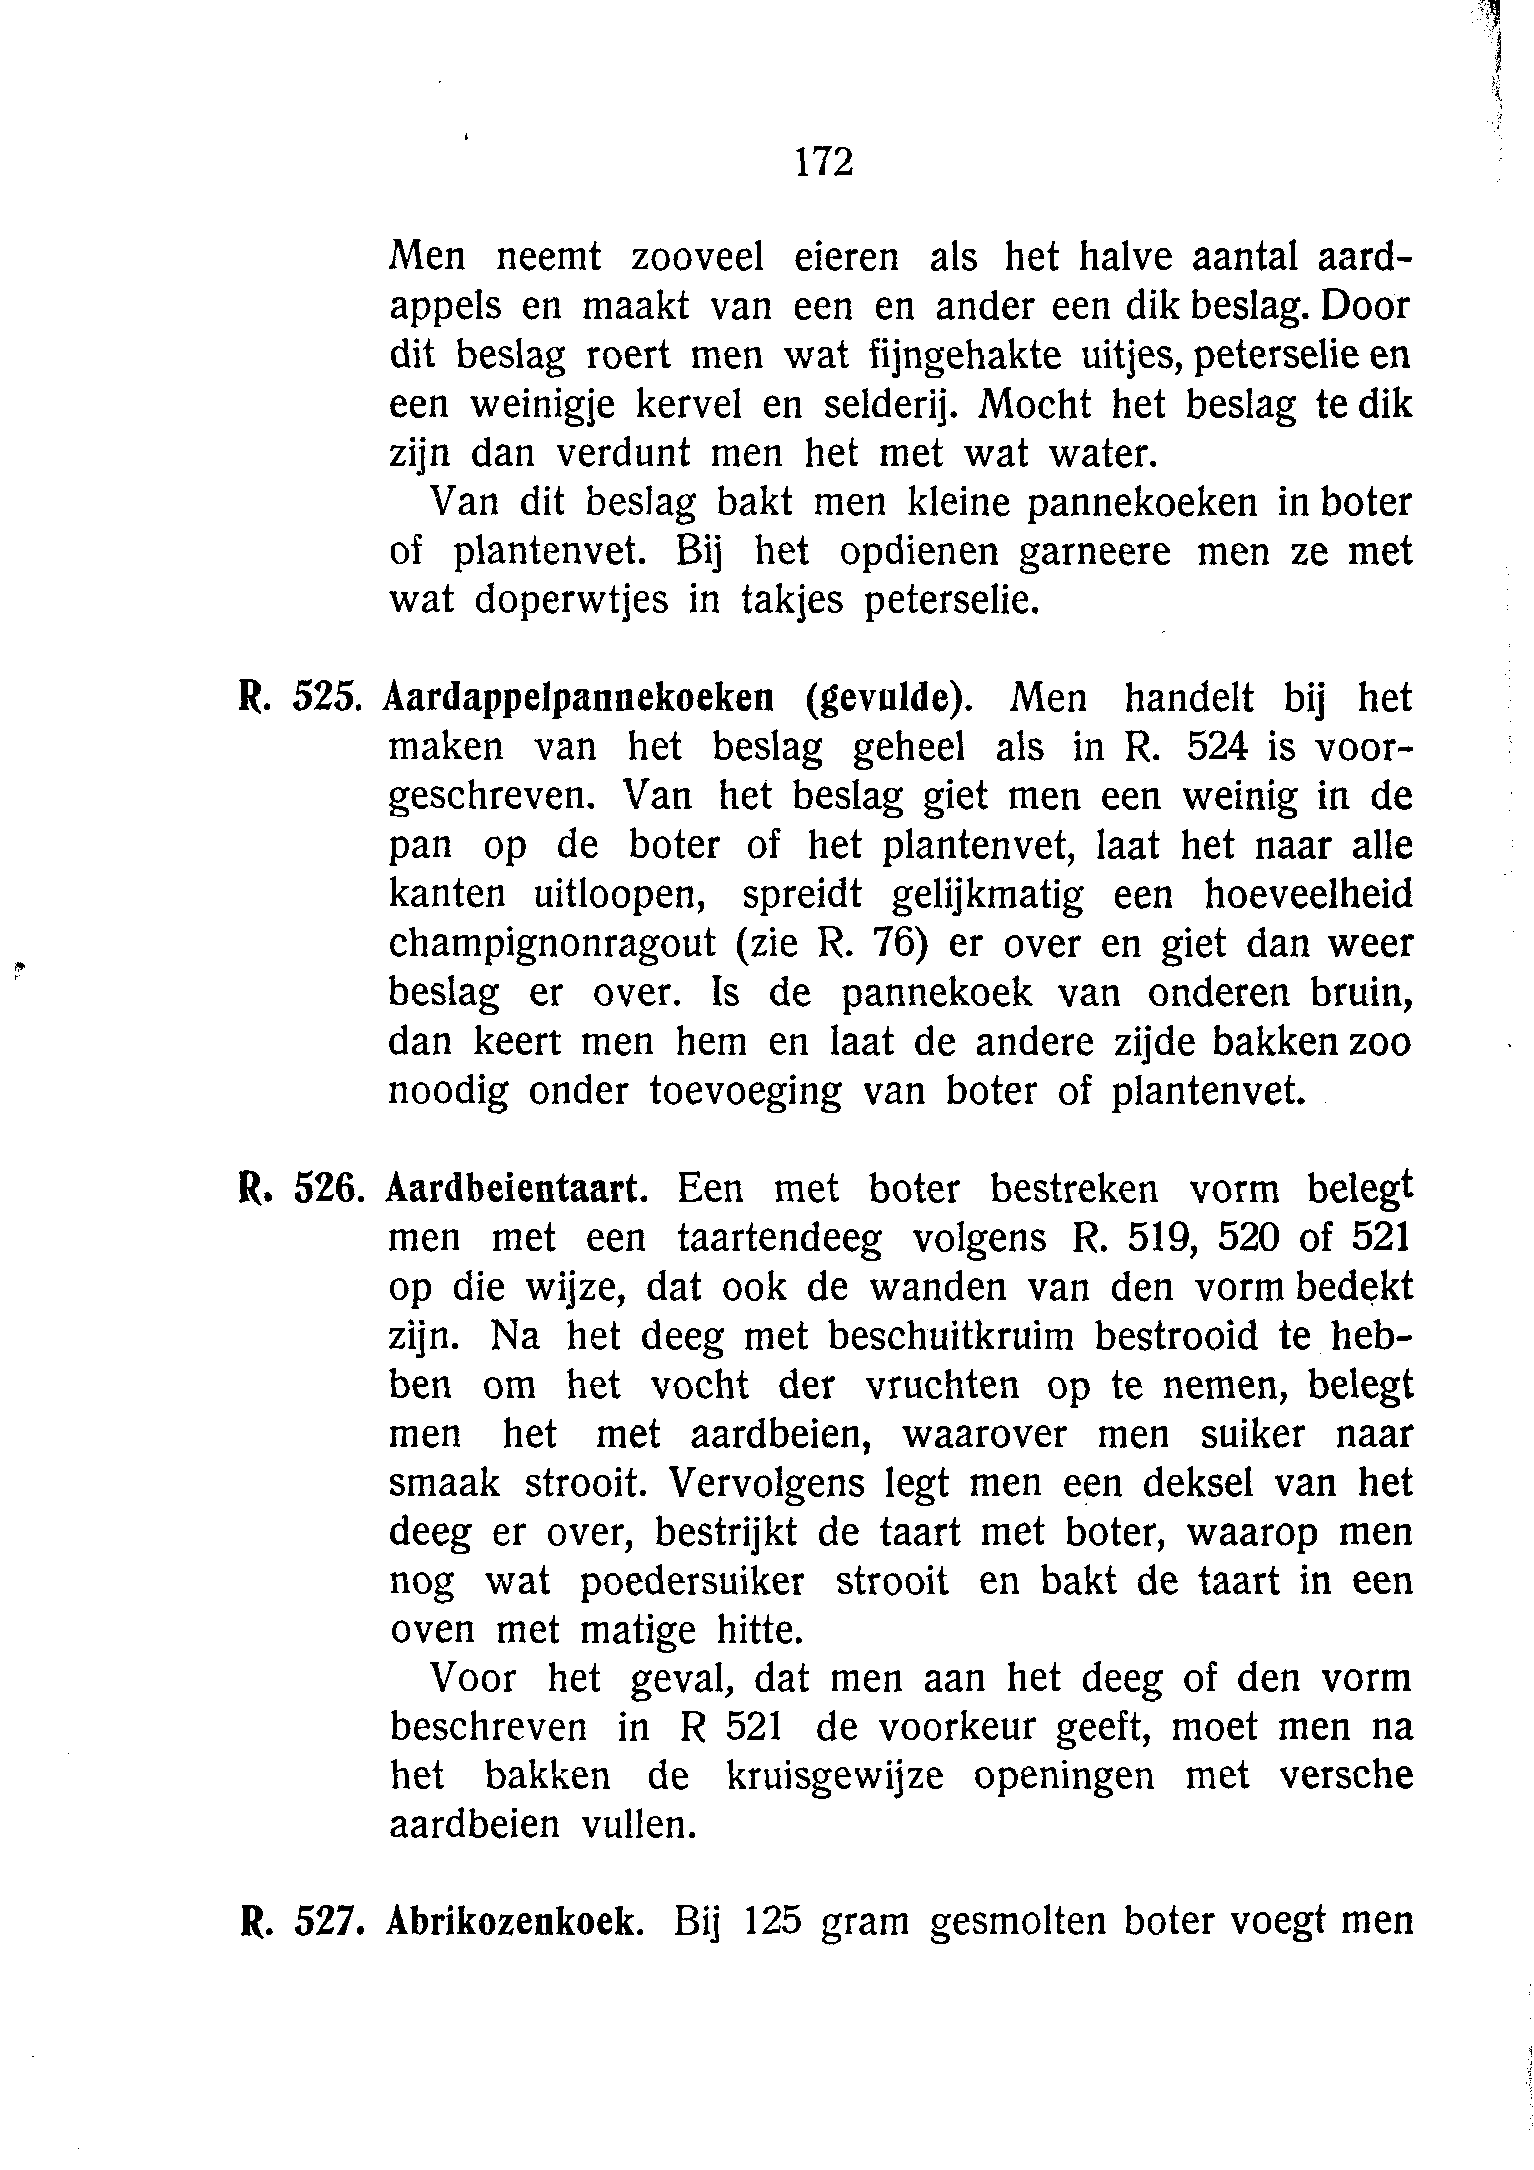 172
Men neemt zooveel eieren als het halve aantal aard-
appels en maakt van een en ander een dik beslag. Door
dit beslag roert men wat fijngehakte uitjes, peterselie en
een weinigje kervel en selderij. Mocht het beslag te dik
zijn dan verdunt men het met wat water.
Van dit beslag bakt men kleine pannekoeken in boter
of plantenvet. Bij het opdienen garneere men ze met
wat doperwtjes in takjes peterselie.
R. 525. Aardappelpannekoeken (gevulde). Men handelt bij het
maken van het beslag geheel als in R. 524 is voor-
geschreven. Van het beslag giet men een weinig in de
pan op de boter of het plantenvet, laat het naar alle
kanten uitloopen, spreidt gelijkmatig een hoeveelheid
champignonragout (zie R. 76) er over en giet dan weer
beslag er over. Is de pannekoek van onderen bruin,
dan keert men hem en laat de andere zijde bakken zoo
noodig onder toevoeging van boter of plantenvet.
R. 526. Aardbeientaart. Een met boter bestreken vorm belegt
men met een taartendeeg volgens R. 519, 520 of 521
op die wijze, dat ook de wanden van den vorm bedekt
zijn. Na het deeg met beschuitkruim bestrooid te heb-
ben om het vocht der vruchten op te nemen, belegt
men het met aardbeien, waarover men suiker naar
smaak strooit. Vervolgens legt men een deksel van het
deeg er over, bestrijkt de taart met boter, waarop men
nog wat poedersuiker strooit en bakt de taart in een
oven met matige hitte.
Voor het geval, dat men aan het deeg of den vorm
beschreven in R 521 de voorkeur geeft, moet men na
het bakken de kruisgewijze openingen met versche
aardbeien vullen.
R. 527. Abrikozenkoek. Bij 125 gram gesmolten boter voegt men